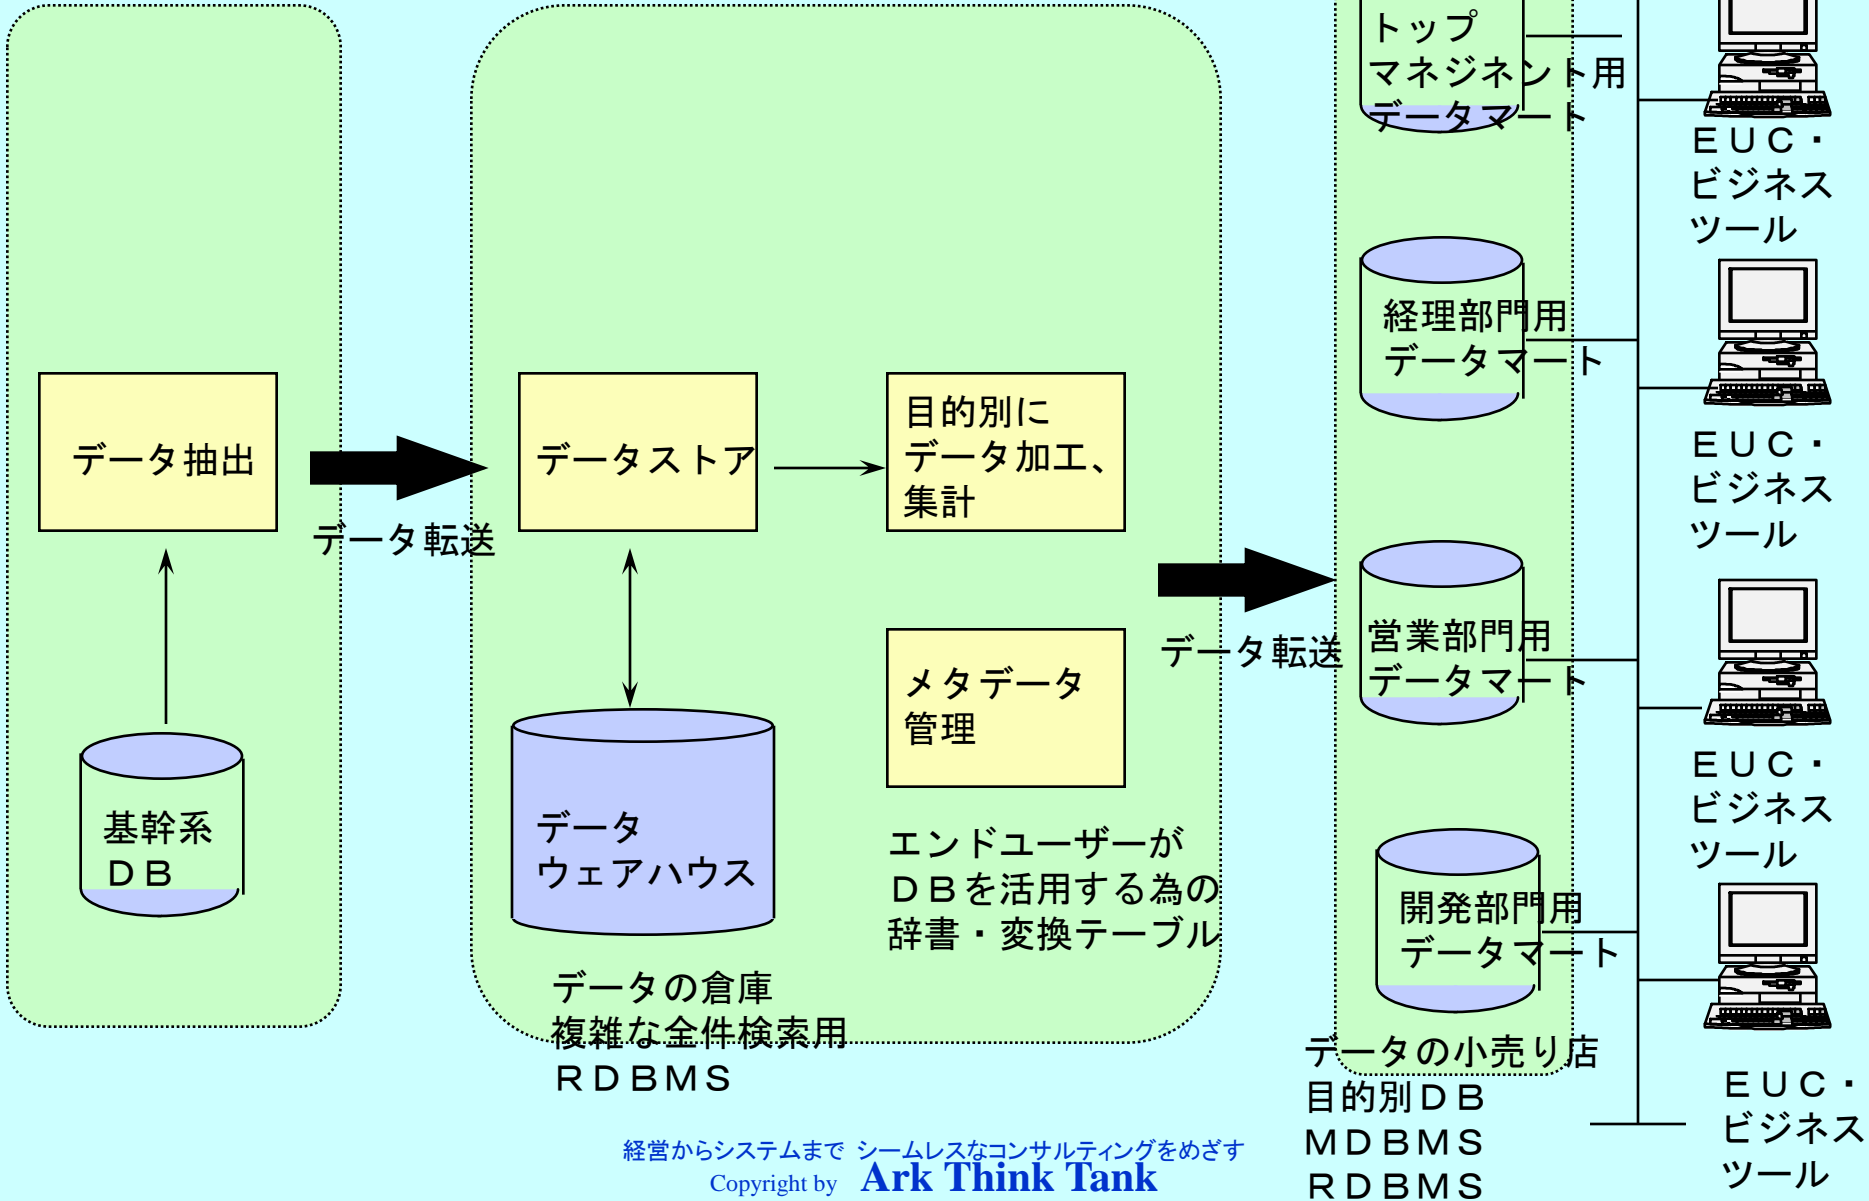 データ抽出
基幹系
ＤＢ
データ転送
データストア
目的別に
データ加工、
集計
メタデータ
管理
データ
ウェアハウス
エンドユーザーが
ＤＢを活用する為の
辞書・変換テーブル
データの倉庫
複雑な全件検索用
ＲＤＢＭＳ
データ転送
トップ
マネジネント用
データマート
経理部門用
データマート
営業部門用
データマート
開発部門用
データマート
データの小売り店
目的別ＤＢ
ＭＤＢＭＳ
ＲＤＢＭＳ
ＥＵＣ・
ビジネス
ツール
ＥＵＣ・
ビジネス
ツール
ＥＵＣ・
ビジネス
ツール
ＥＵＣ・
ビジネス
ツール
経営からシステムまで シームレスなコンサルティングをめざす
Copyright by Ark Think Tank